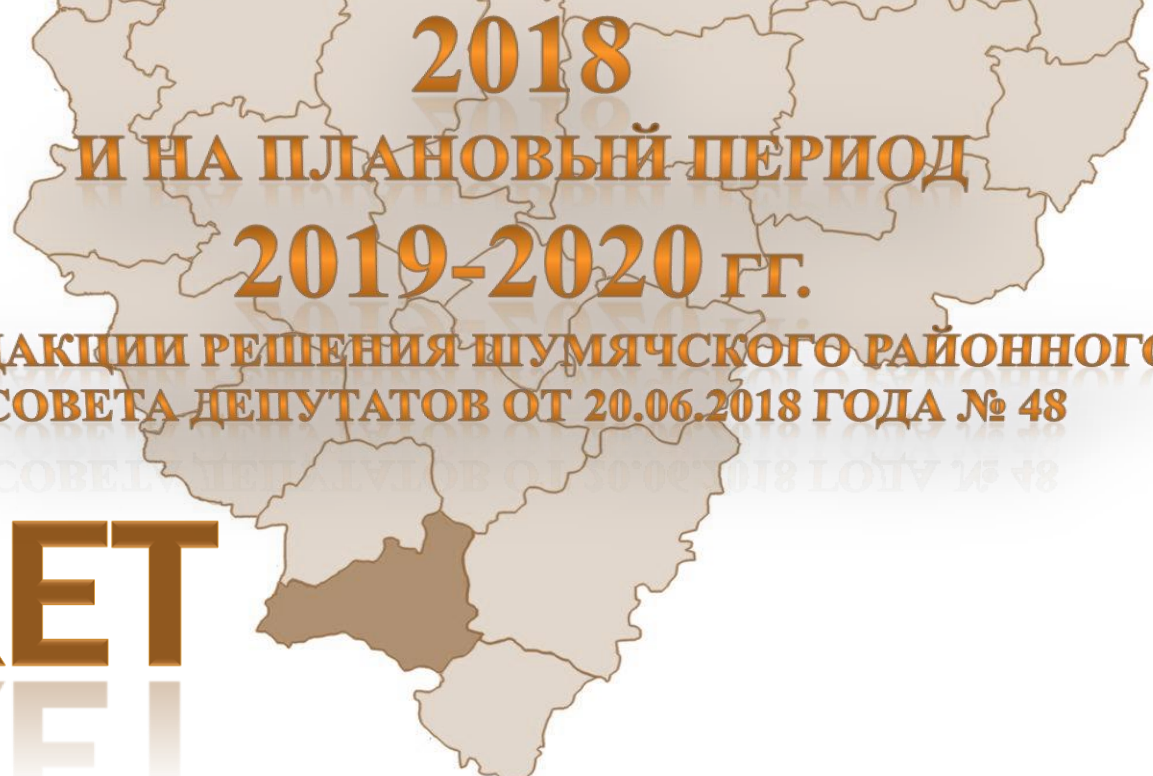 2018
И НА ПЛАНОВЫЙ ПЕРИОД
2019-2020 гг.
ДАКЦИИ РЕШЕНИЯ ШУМЯЧСКОГО РАЙОННОГО
СОВЕТА ДЕПУТАТОВ ОТ 20.06.2018 ГОДА № 48
ЕТ